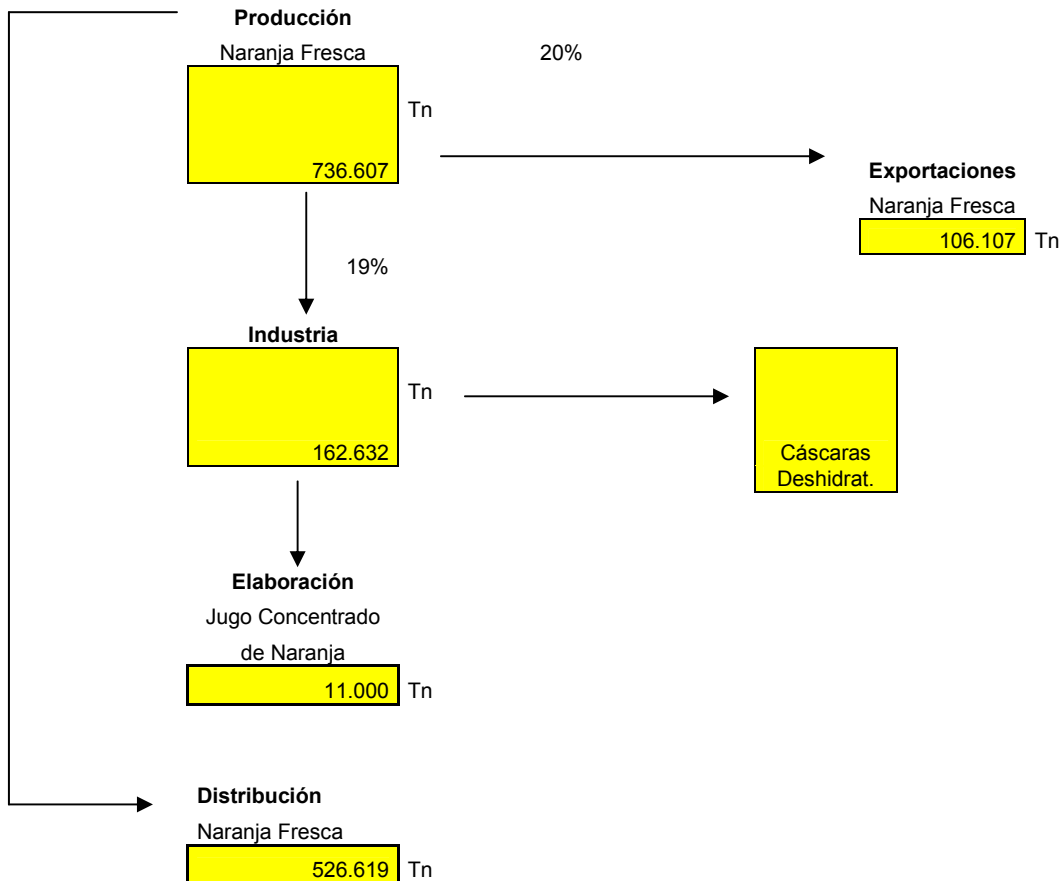 Producción
Naranja Fresca
20%
Tn
736.607
Exportaciones
Naranja Fresca
106.107 Tn
19%
Industria
Tn
162.632
Cáscaras
Deshidrat.
Elaboración
Jugo Concentrado
de Naranja
11.000 Tn
Distribución
Naranja Fresca
526.619 Tn